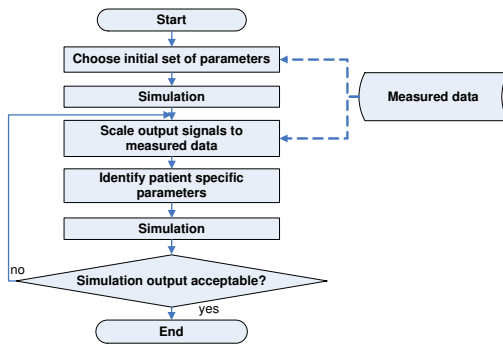 Start
Choose initial set of parameters
Measured data
Simulation
Scale output signals to
measured data
Identify patient specific
parameters
Simulation
no
Simulation output acceptable?
yes
End